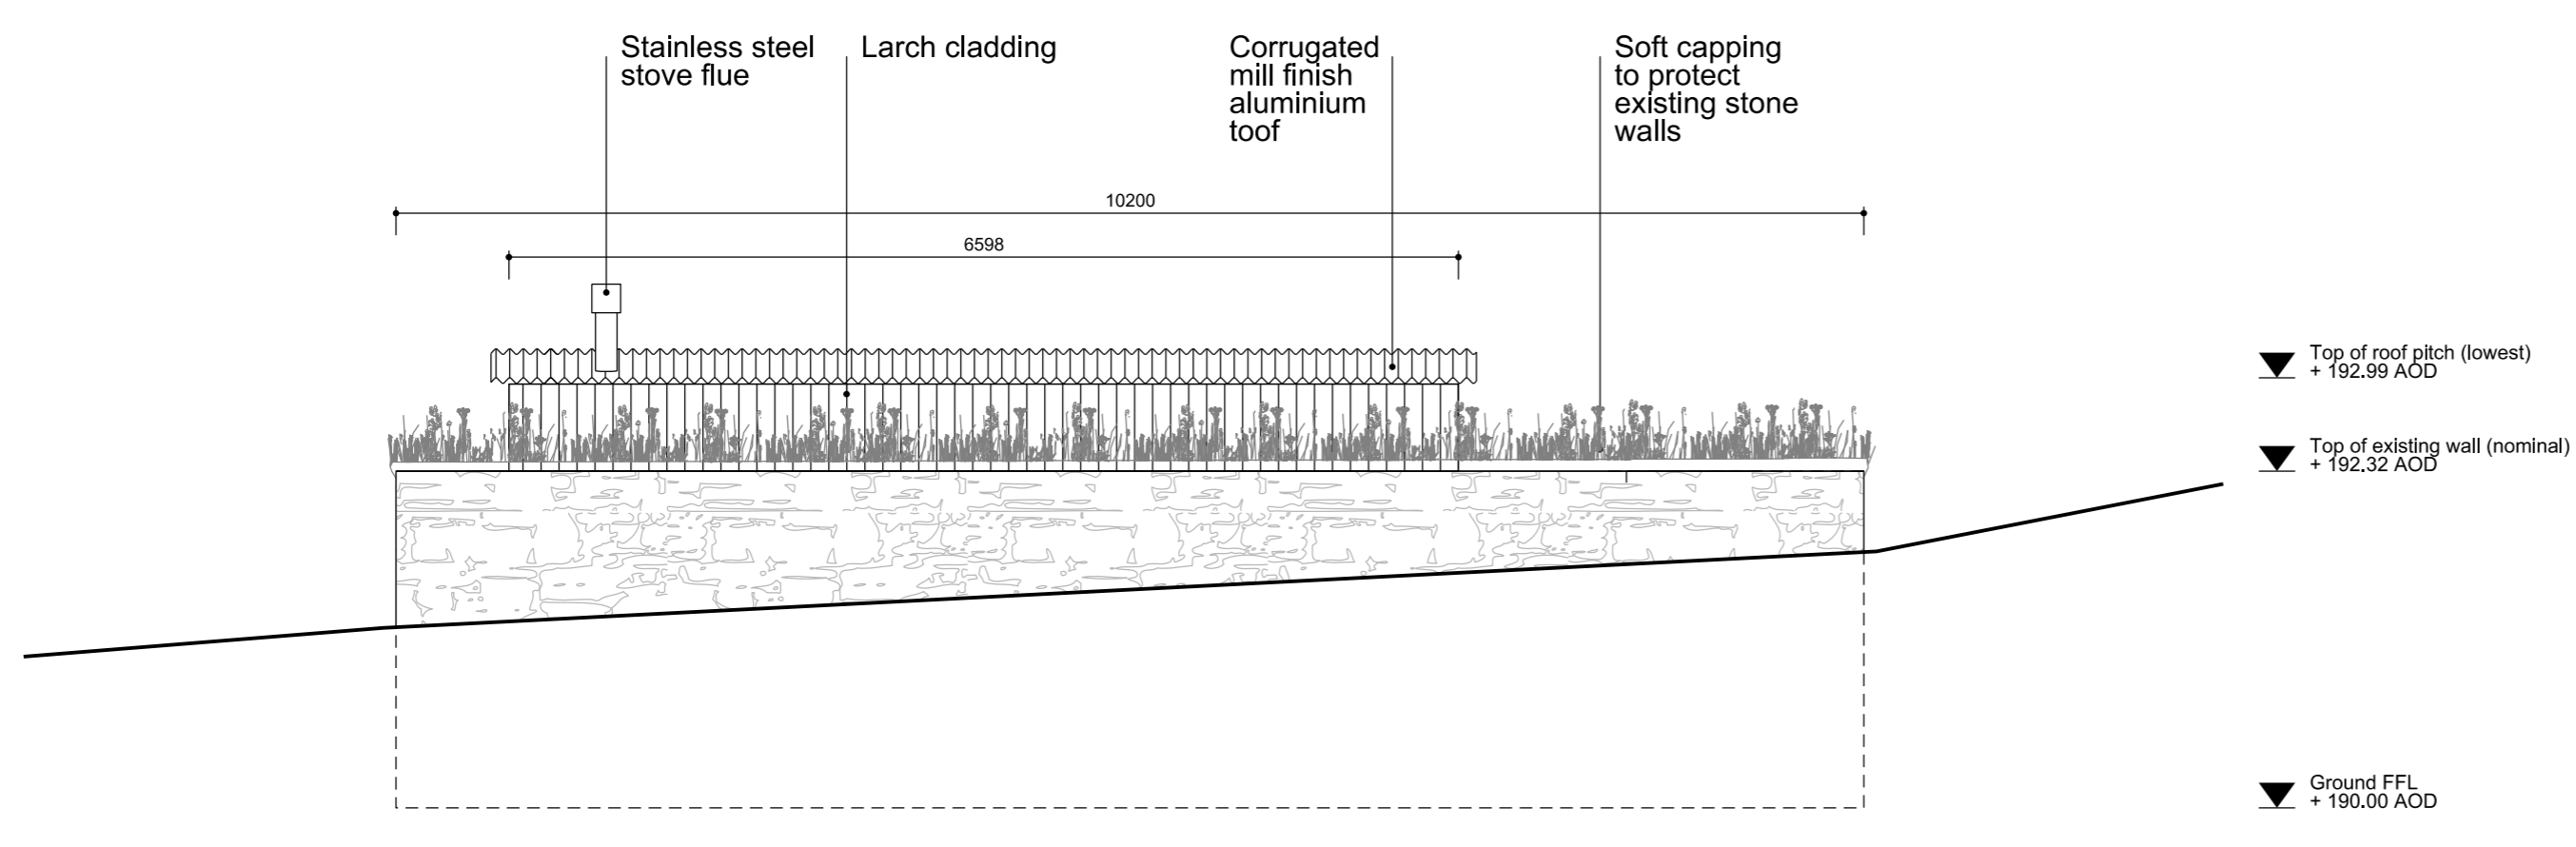 Stainless steel
stove flue
Larch cladding
Corrugated
mill finish
aluminium
toof
Soft capping
to protect
existing stone
walls
10200
6598
Top of roof pitch (lowest)
+ 192.99 AOD
Top of existing wall (nominal)
+ 192.32 AOD
Ground FFL
+ 190.00 AOD